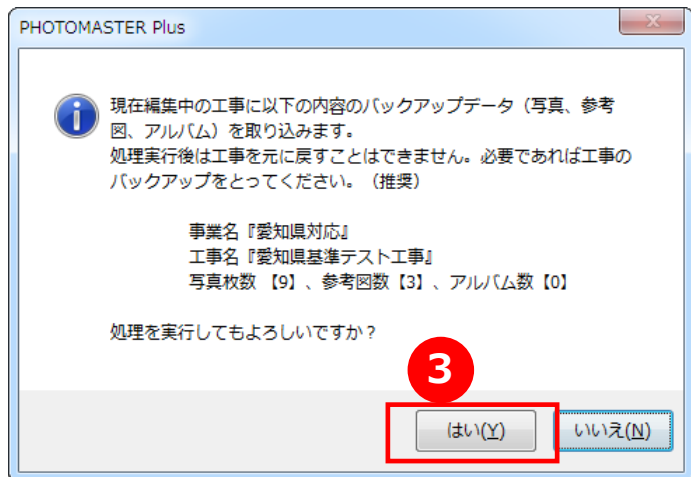 PHOTOMASTER Plus
現在編集中の工事に以下の内容のバックアップデータ（写真、参考
図、アルバム）を取り込みます。
処理実行後は工事を元に戻すことはできません。必要であれば工事の
バックアップをとってください。（推奨）
事業名『愛知県対応』
工事名『愛知県基準テスト工事』
写真枚数 【9】、参考図数【3】、アルバム数【0】
処理を実行してもよろしいですか？
3
はい(Y)
いいえ(N)